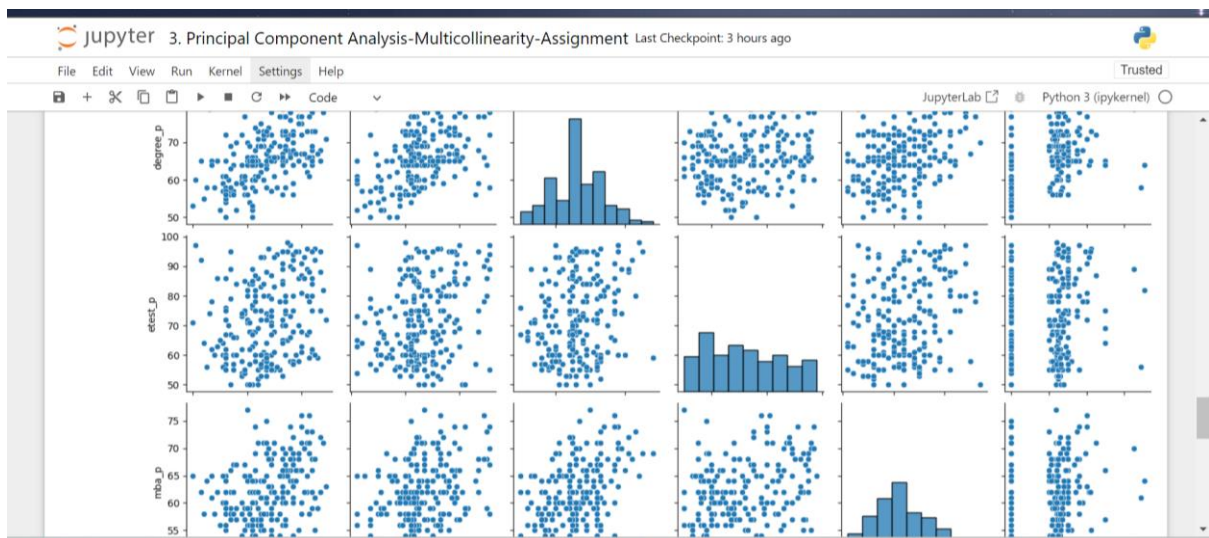 jupyter 3. Principal Component Analysis-Multicollinearity-Assignment Last Checkpoint: 3 hours ago
File Edit View Run Kernel Settings Help Trusted
Code JupyterLab Python 3 (ipykernel)
degree_p
70
60
50
etest_p
100
90
80
70
60
50
mba_p
75
70
65
60
55